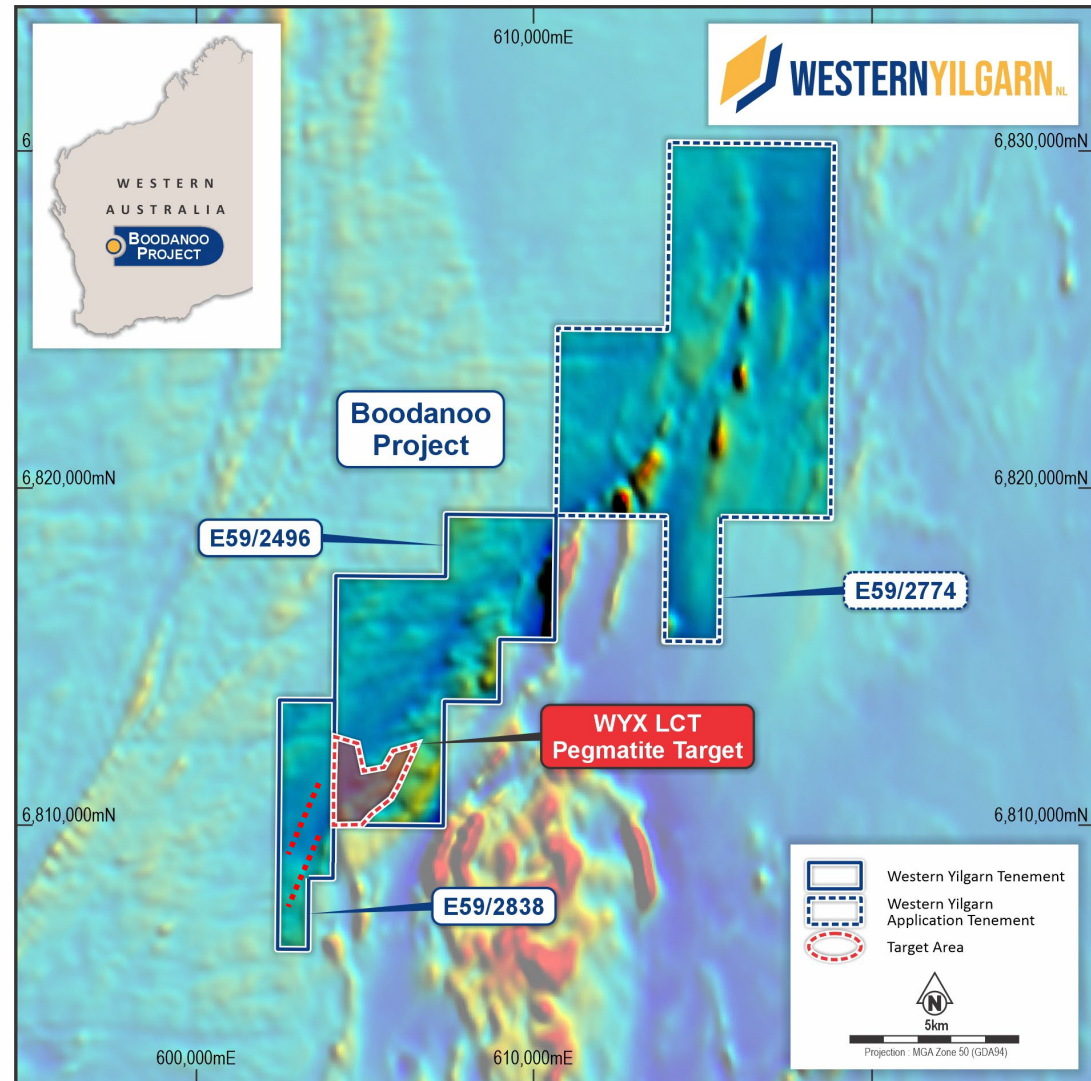 610,000mE
WESTERNYILGARN NL
WESTERN
AUSTRALIA
BOODANOO
PROJECT
6
6,830,000mN
Boodanoo
Project
6,820,000mN
6,820,000mN
E59/2496
E59/2774
WYX LCT
Pegmatite Target
6,810,000mN
6,810,000mN
E59/2838
Western Yilgarn Tenement
Western Yilgarn
Application Tenement
Target Area
N
5km
Projection : MGA Zone 50 (GDA94)
600,000mE
610,000mE